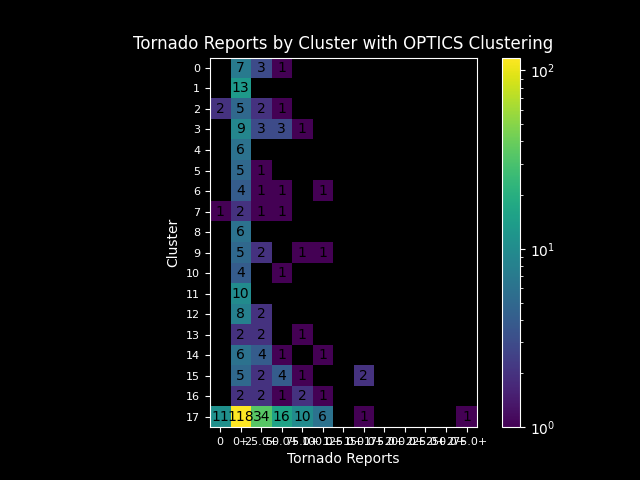 Tornado Reports by Cluster with OPTICS Clustering
0 7 3 1
1 13
2 2 5 2 1
3 9 3 3 1
4 6
5 5 1
6 4 1 1 1
7 1 2 1 1
8 6
9 5 2 1 1
10 4 1
11 10
12 8 2
13 2 2 1
14 6 4 1 1
15 5 2 4 1 2
16 2 2 1 2 1
17 11 118 34 16 10 6 1 1
0 0+
Tornado Reports
Cluster
10²
10¹
10⁰